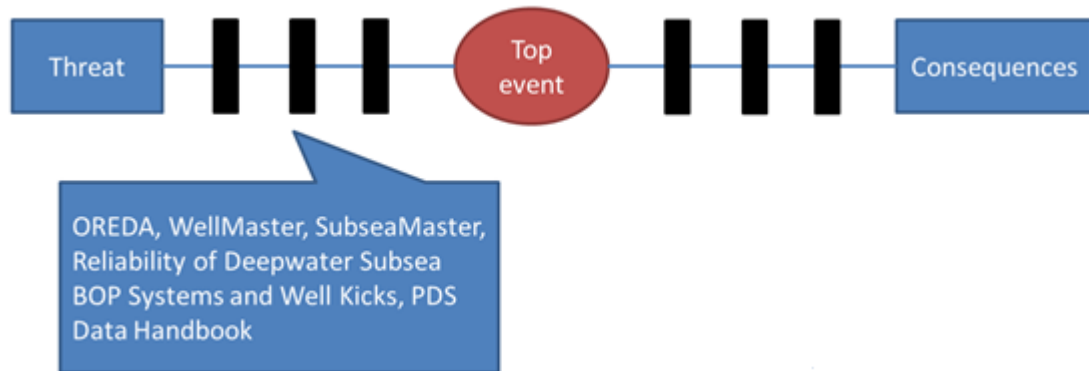 Threat
Top
event
Consequences
OREDA, WellMaster, SubseaMaster,
Reliability of Deepwater Subsea
BOP Systems and Well Kicks, PDS
Data Handbook